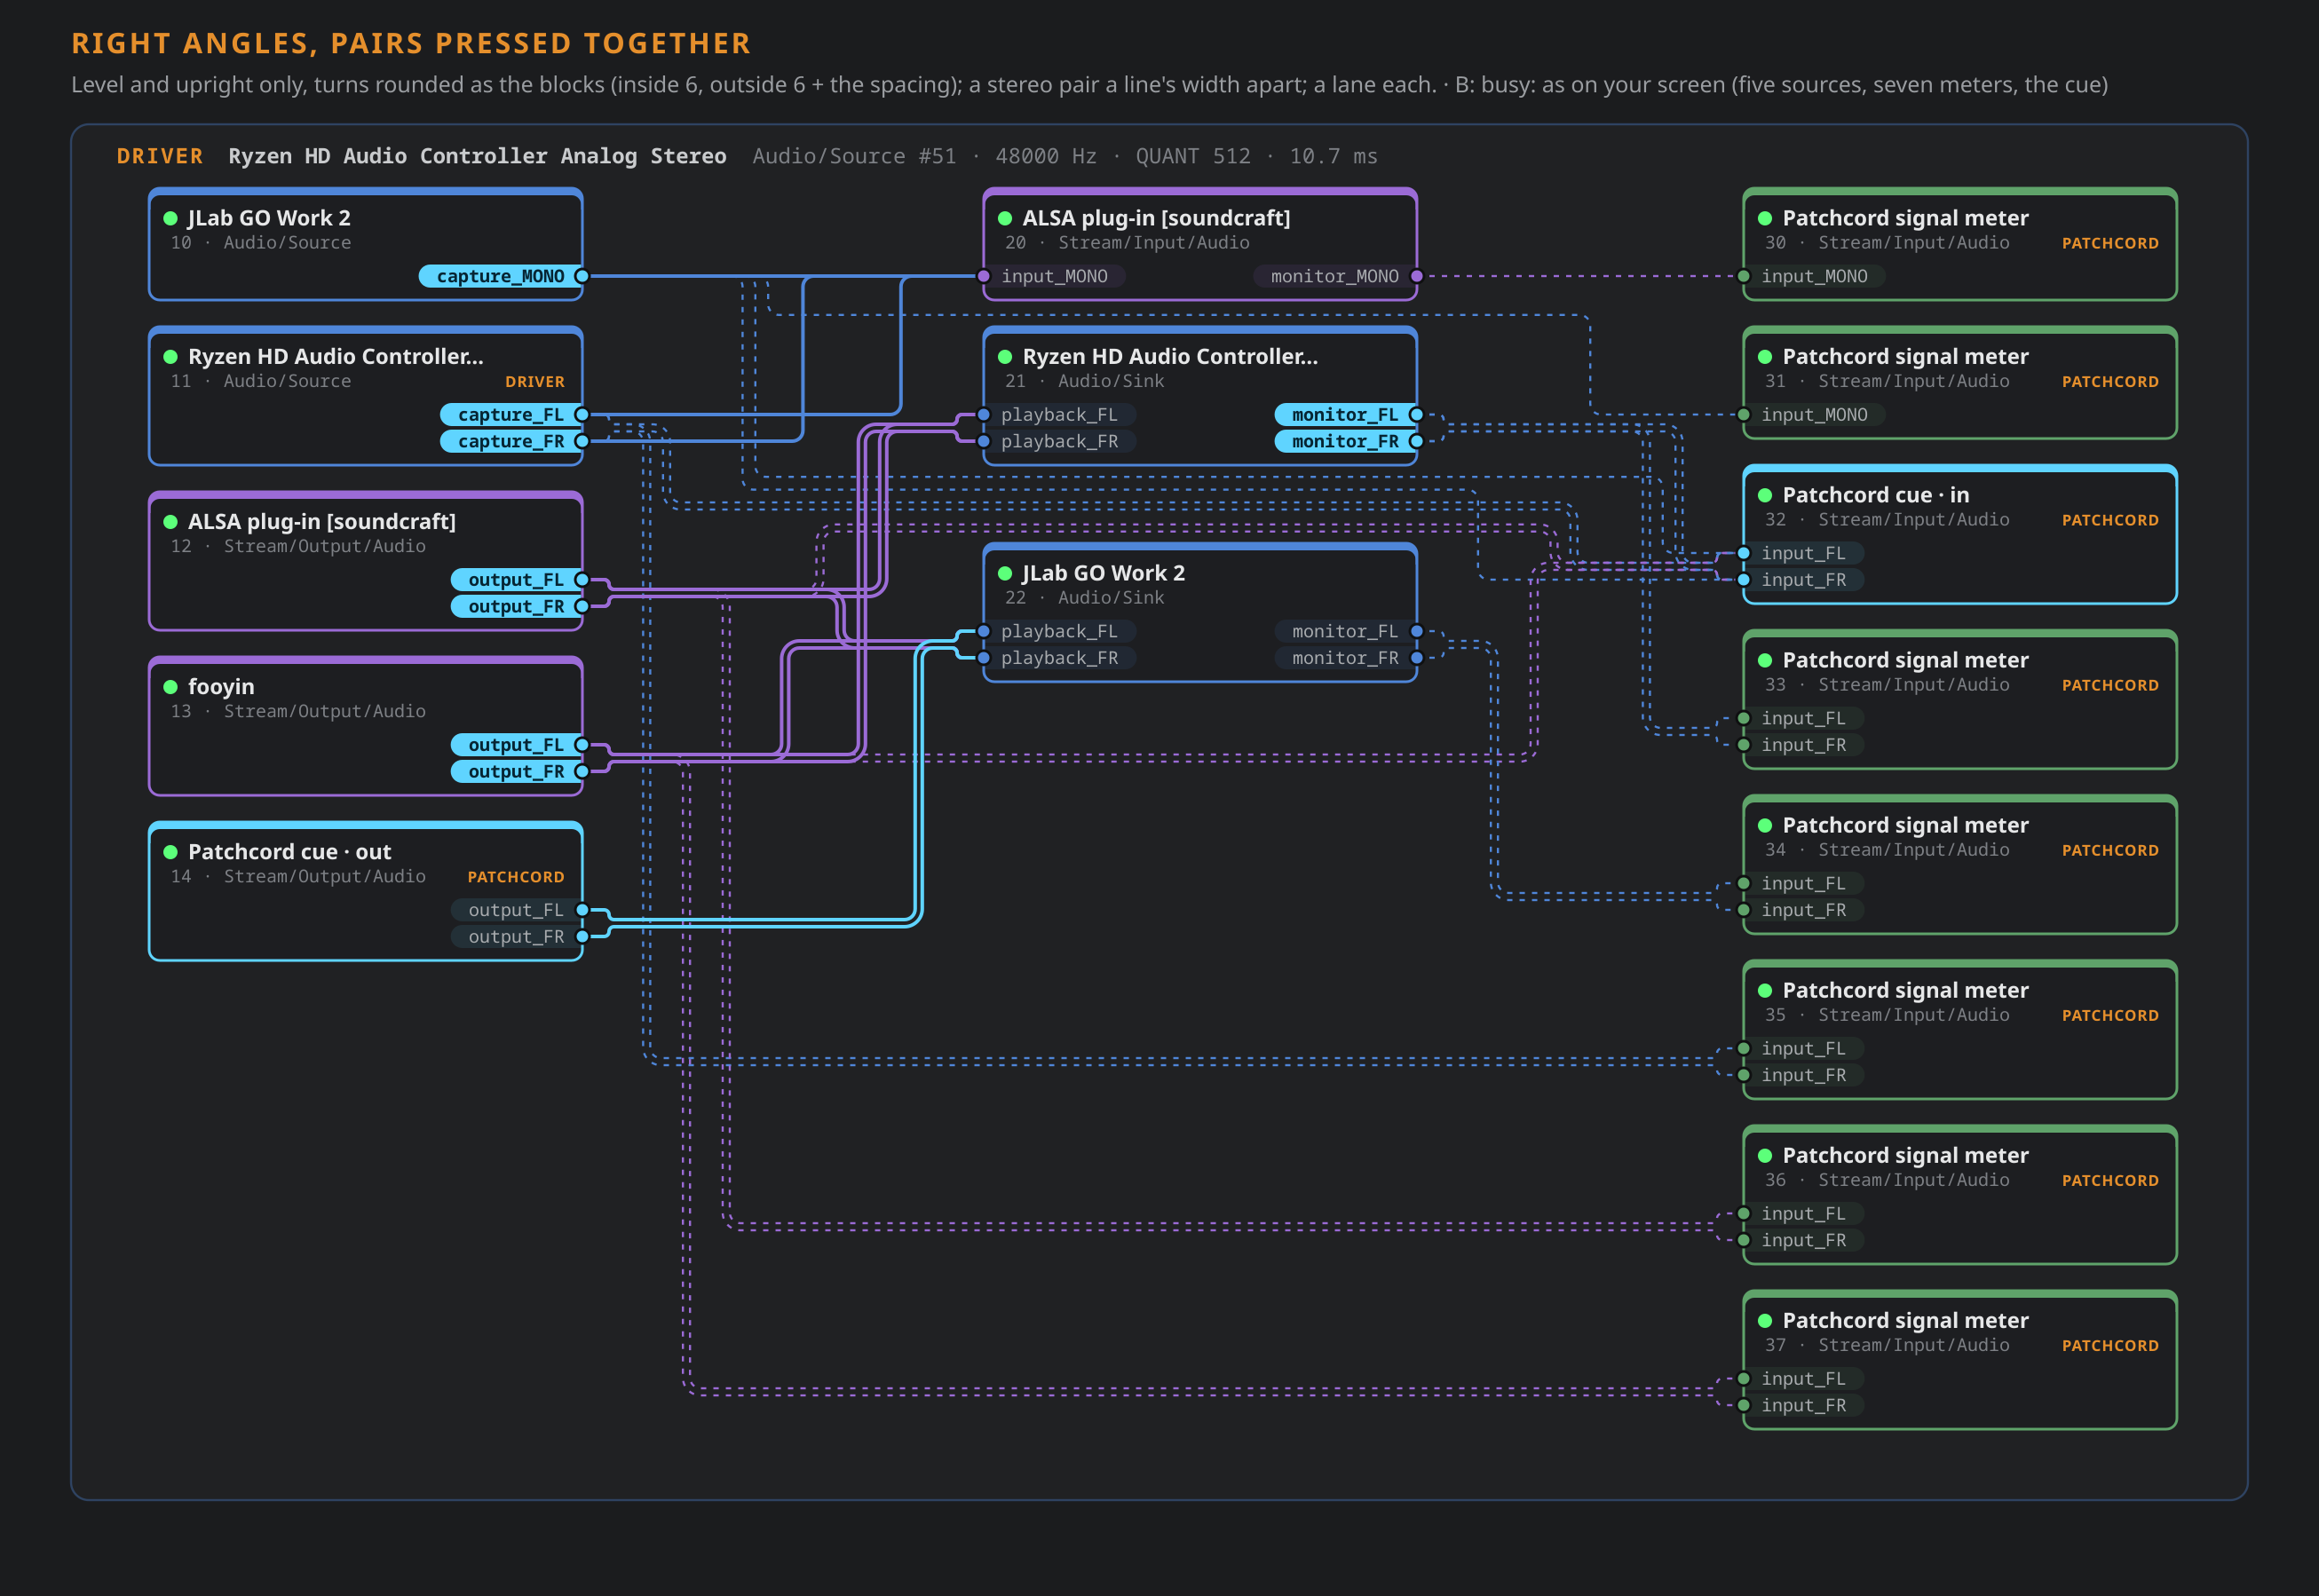 RIGHT ANGLES, PAIRS PRESSED TOGETHER
Level and upright only, turns rounded as the blocks (inside 6, outside 6 + the spacing); a stereo pair a line's width apart; a lane each. · B: busy: as on your screen (five sources, seven meters, the cue)
DRIVER Ryzen HD Audio Controller Analog Stereo Audio/Source #51 · 48000 Hz · QUANT 512 · 10.7 ms
JLab GO Work 2
10 · Audio/Source
capture_MONO
Ryzen HD Audio Controller...
11 · Audio/Source DRIVER
capture_FL
capture_FR
ALSA plug-in [soundcraft]
12 · Stream/Output/Audio
output_FL
output_FR
fooyin
13 · Stream/Output/Audio
output_FL
output_FR
Patchcord cue · out
14 · Stream/Output/Audio PATCHCORD
output_FL
output_FR
ALSA plug-in [soundcraft]
20 · Stream/Input/Audio
input_MONO monitor_MONO
Ryzen HD Audio Controller...
21 · Audio/Sink
playback_FL monitor_FL
playback_FR monitor_FR
JLab GO Work 2
22 · Audio/Sink
playback_FL monitor_FL
playback_FR monitor_FR
Patchcord signal meter
30 · Stream/Input/Audio PATCHCORD
input_MONO
Patchcord signal meter
31 · Stream/Input/Audio PATCHCORD
input_MONO
Patchcord cue · in
32 · Stream/Input/Audio PATCHCORD
input_FL
input_FR
Patchcord signal meter
33 · Stream/Input/Audio PATCHCORD
input_FL
input_FR
Patchcord signal meter
34 · Stream/Input/Audio PATCHCORD
input_FL
input_FR
Patchcord signal meter
35 · Stream/Input/Audio PATCHCORD
input_FL
input_FR
Patchcord signal meter
36 · Stream/Input/Audio PATCHCORD
input_FL
input_FR
Patchcord signal meter
37 · Stream/Input/Audio PATCHCORD
input_FL
input_FR